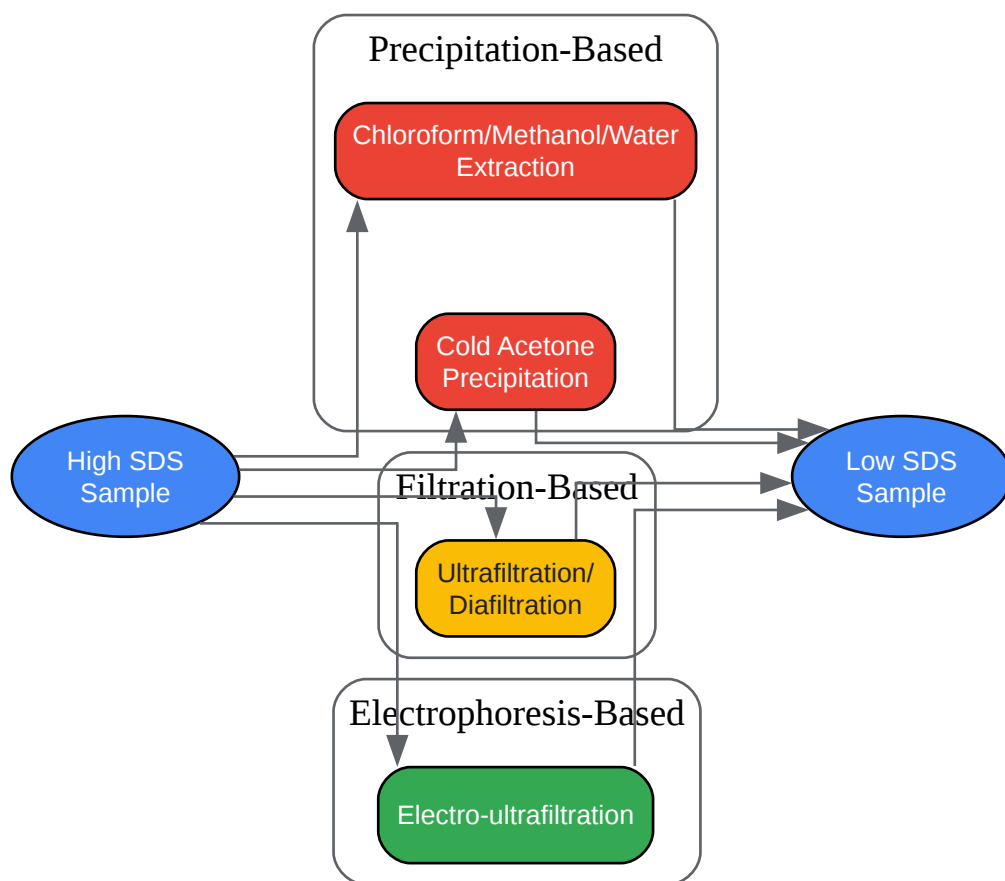 Precipitation-Based
Chloroform/Methanol/Water
Extraction
Cold Acetone
Precipitation
High SDS
Sample
Low SDS
Sample
Filtration-Based
Ultrafiltration/
Diafiltration
Electrophoresis-Based
Electro-ultrafiltration